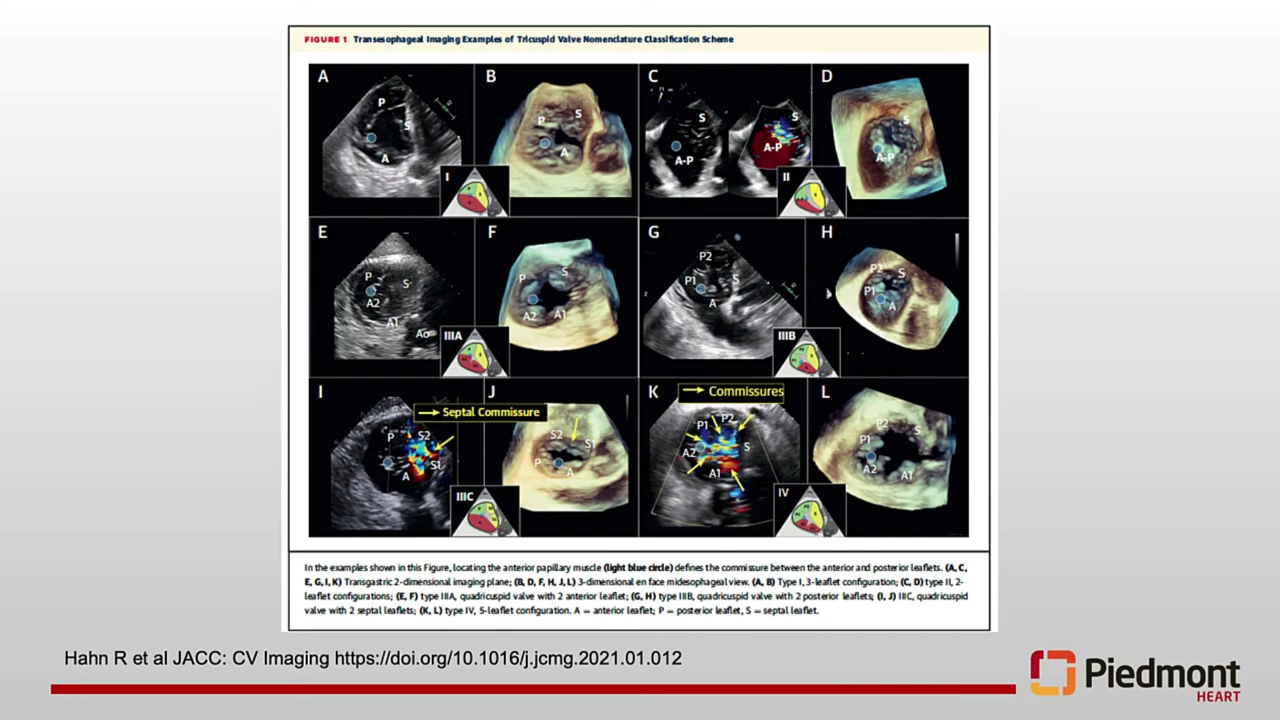 FIGURE 1 Transesophageal Imaging Examples of Tricuspid Valve Nomenclature Classification Scheme
A
P
S
A
B
P
S
A
I
C
S
A-P
S
A-P
D
S
A-P
II
E
P
S
A2
A1
Ao
F
P
S
A2
A1
IIIA
G
P2
P1
S
A
H
P2
S
P1
A
IIIB
I
Septal Commissure
P
S2
S1
A
J
S2
S1
P
A
IIIC
K
Commissures
P1
P2
A2
S
A1
L
P2
S
P1
A2
A1
IV
In the examples shown in this Figure, locating the anterior papillary muscle (light blue circle) defines the commissure between the anterior and posterior leaflets. (A, C,
E, G, I, K) Transgastric 2-dimensional imaging plane; (B, D, F, H, J, L) 3-dimensional en face midesophageal view. (A, B) Type I, 3-leaflet configuration; (C, D) type II, 2-
leaflet configurations; (E, F) type IIIA, quadricuspid valve with 2 anterior leaflet; (G, H) type IIIB, quadricuspid valve with 2 posterior leaflets; (I, J) IIIC, quadricuspid
valve with 2 septal leaflets; (K, L) type IV, 5-leaflet configuration. A = anterior leaflet; P = posterior leaflet, S = septal leaflet.
Hahn R et al JACC: CV Imaging https://doi.org/10.1016/j.jcmg.2021.01.012
Piedmont
HEART